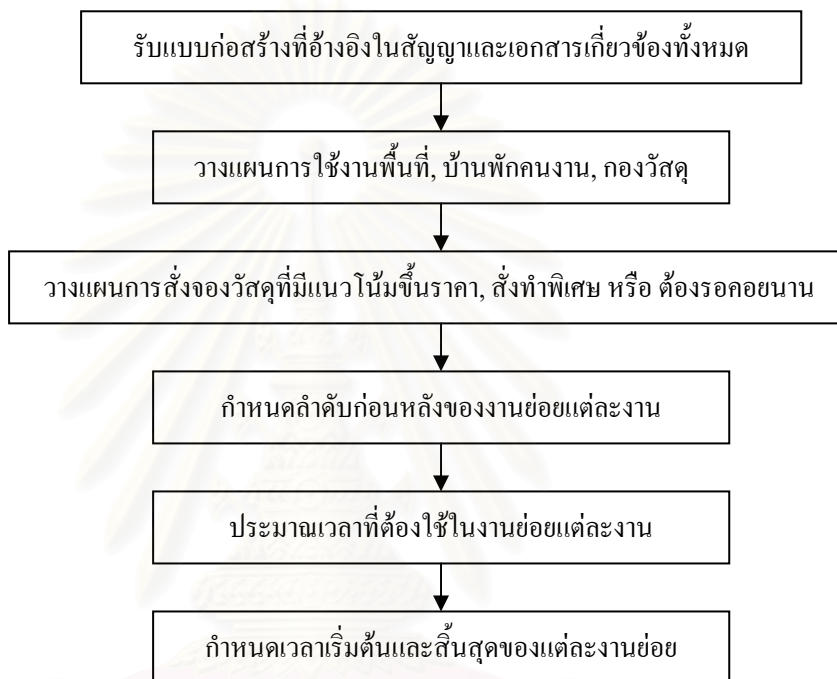 รับแบบก่อสร้างที่อ้างอิงในสัญญาและเอกสารเกี่ยวข้องทั้งหมด
วางแผนการใช้งานพื้นที่, บ้านพักคนงาน, กองวัสดุ
วางแผนการสั่งจองวัสดุที่มีแนวโน้มขึ้นราคา, สั่งทำพิเศษ หรือ ต้องรอคอยนาน
กำหนดลำดับก่อนหลังของงานย่อยแต่ละงาน
ประมาณเวลาที่ต้องใช้ในงานย่อยแต่ละงาน
กำหนดเวลาเริ่มต้นและสิ้นสุดของแต่ละงานย่อย